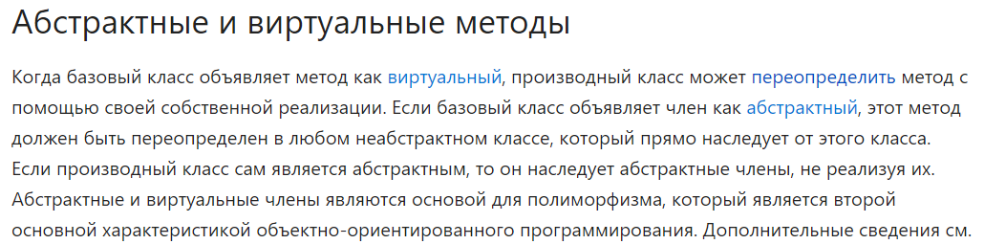 Абстрактные и виртуальные методы
Когда базовый класс объявляет метод как виртуальный, производный класс может переопределить метод с
помощью своей собственной реализации. Если базовый класс объявляет член как абстрактный, этот метод
должен быть переопределен в любом неабстрактном классе, который прямо наследует от этого класса.
Если производный класс сам является абстрактным, то он наследует абстрактные члены, не реализуя их.
Абстрактные и виртуальные члены являются основой для полиморфизма, который является второй
основной характеристикой объектно-ориентированного программирования. Дополнительные сведения см.